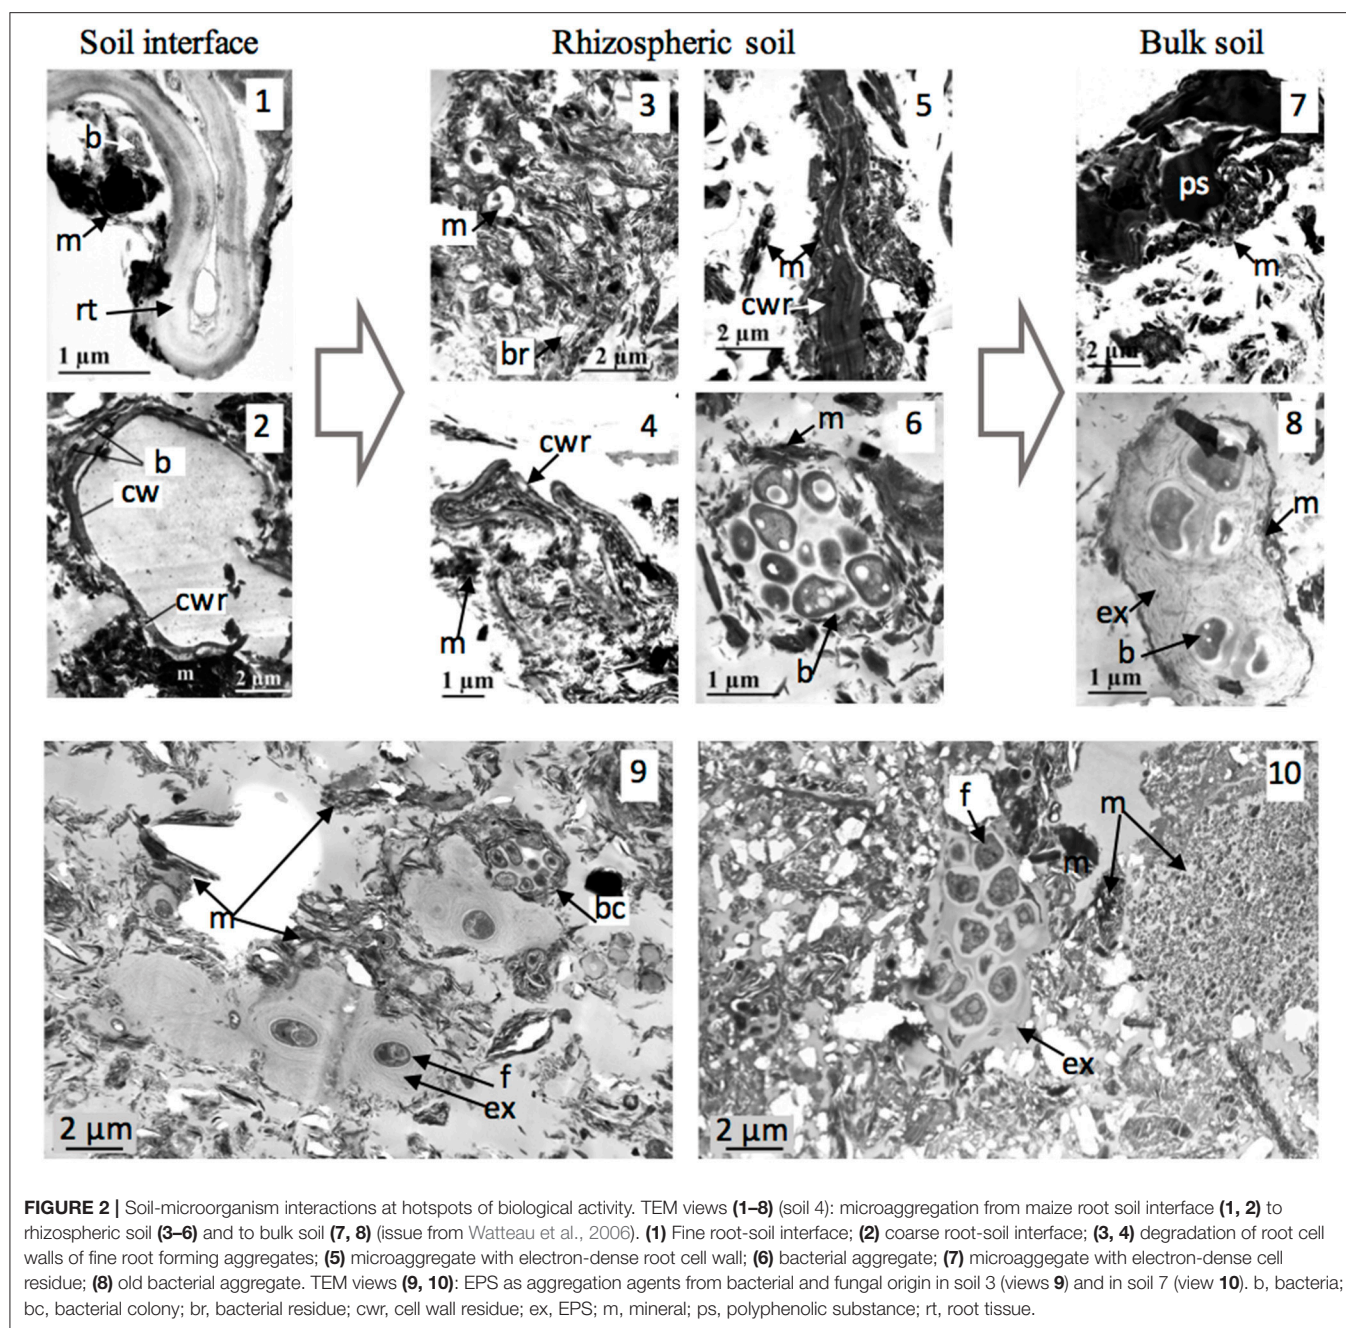 Soil interface
Rhizospheric soil
Bulk soil
1
b
m
rt
1 µm
2
b
cw
cwr
m
2 µm
3
m
br
2 µm
4
cwr
m
1 µm
5
m
cwr
2 µm
6
m
b
1 µm
7
ps
m
2 µm
8
m
ex
b
1 µm
9
m
bc
f
ex
2 µm
10
f
m
m
ex
2 µm
FIGURE 2 | Soil-microorganism interactions at hotspots of biological activity. TEM views (1–8) (soil 4): microaggregation from maize root soil interface (1, 2) to
rhizospheric soil (3–6) and to bulk soil (7, 8) (issue from Watteau et al., 2006). (1) Fine root-soil interface; (2) coarse root-soil interface; (3, 4) degradation of root cell
walls of fine root forming aggregates; (5) microaggregate with electron-dense root cell wall; (6) bacterial aggregate; (7) microaggegate with electron-dense cell
residue; (8) old bacterial aggregate. TEM views (9, 10): EPS as aggregation agents from bacterial and fungal origin in soil 3 (views 9) and in soil 7 (view 10). b, bacteria;
bc, bacterial colony; br, bacterial residue; cwr, cell wall residue; ex, EPS; m, mineral; ps, polyphenolic substance; rt, root tissue.